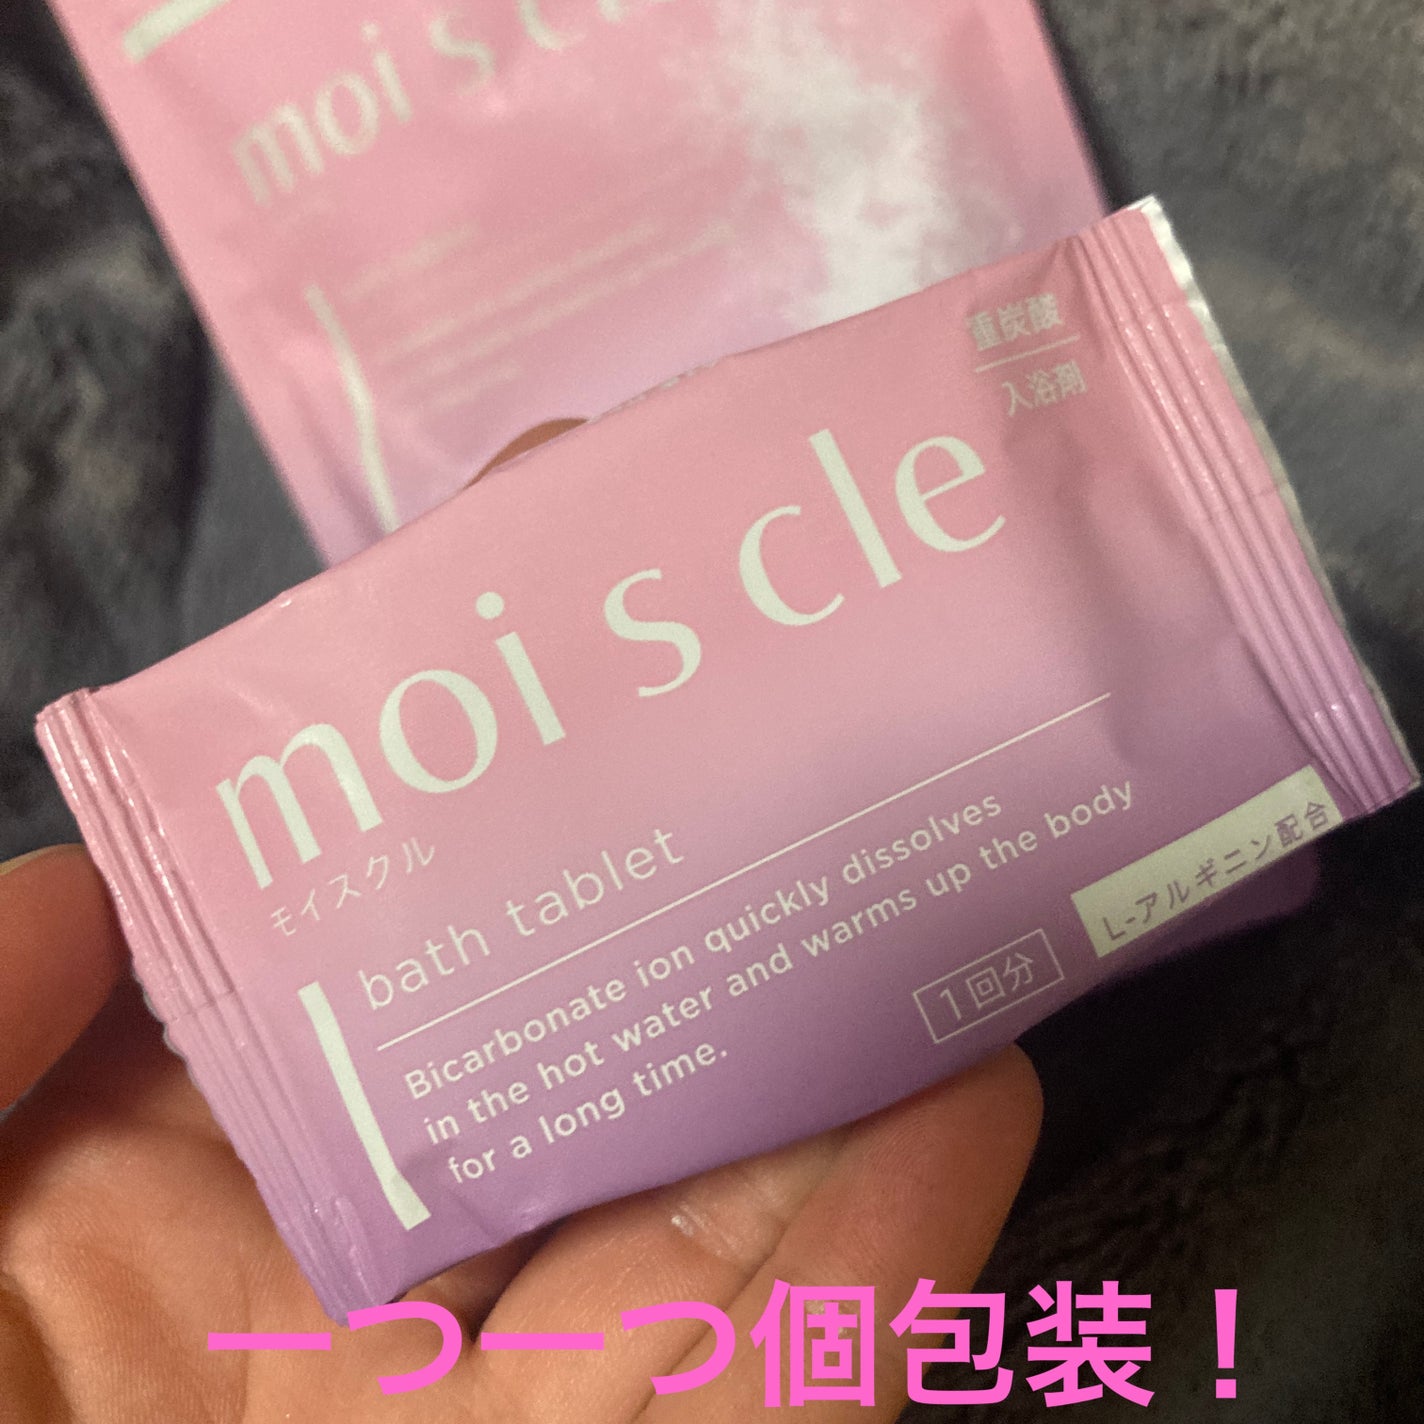 moi s cle
重炭酸
入浴剤
moi s cle
モイスクル
bath tablet
Bicarbonate ion quickly dissolves
in the hot water and warms up the body
for a long time.
1回分
L-アルギニン配合
一つ一つ個包装！